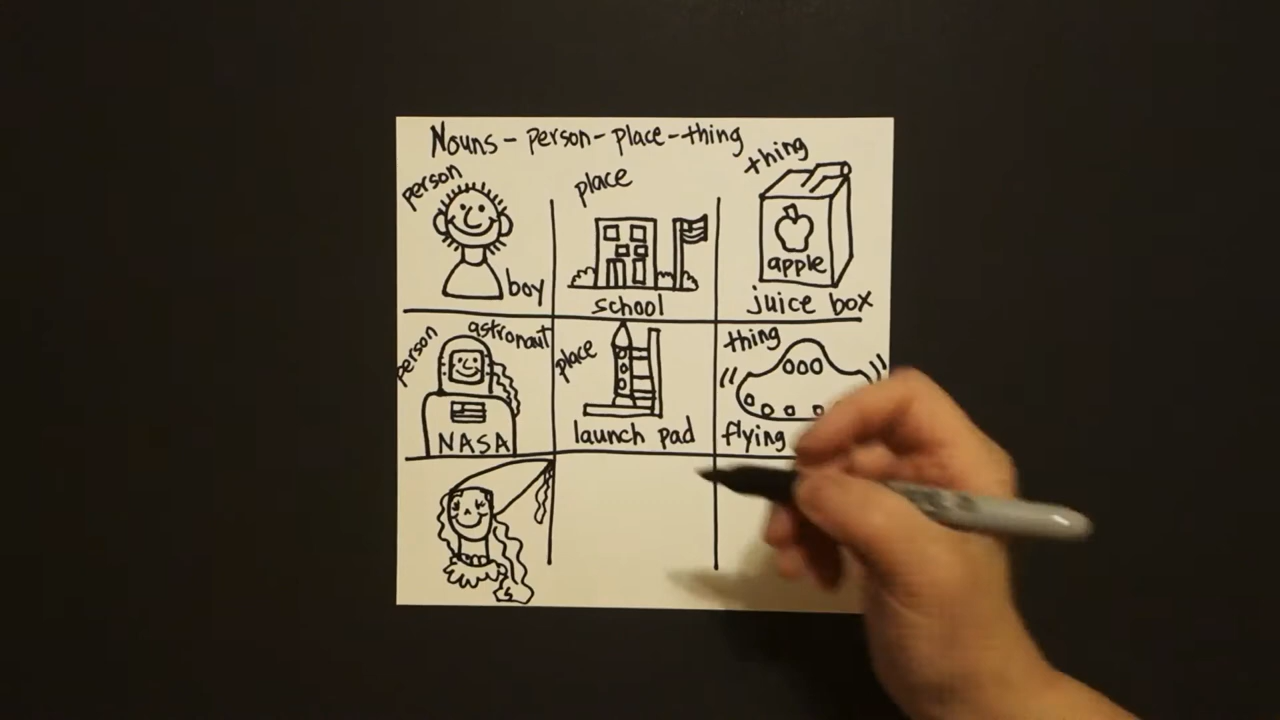 Nouns - person - place - thing
person
boy
place
school
thing
apple
juice box
person
astronaut
NASA
place
launch pad
thing
flying